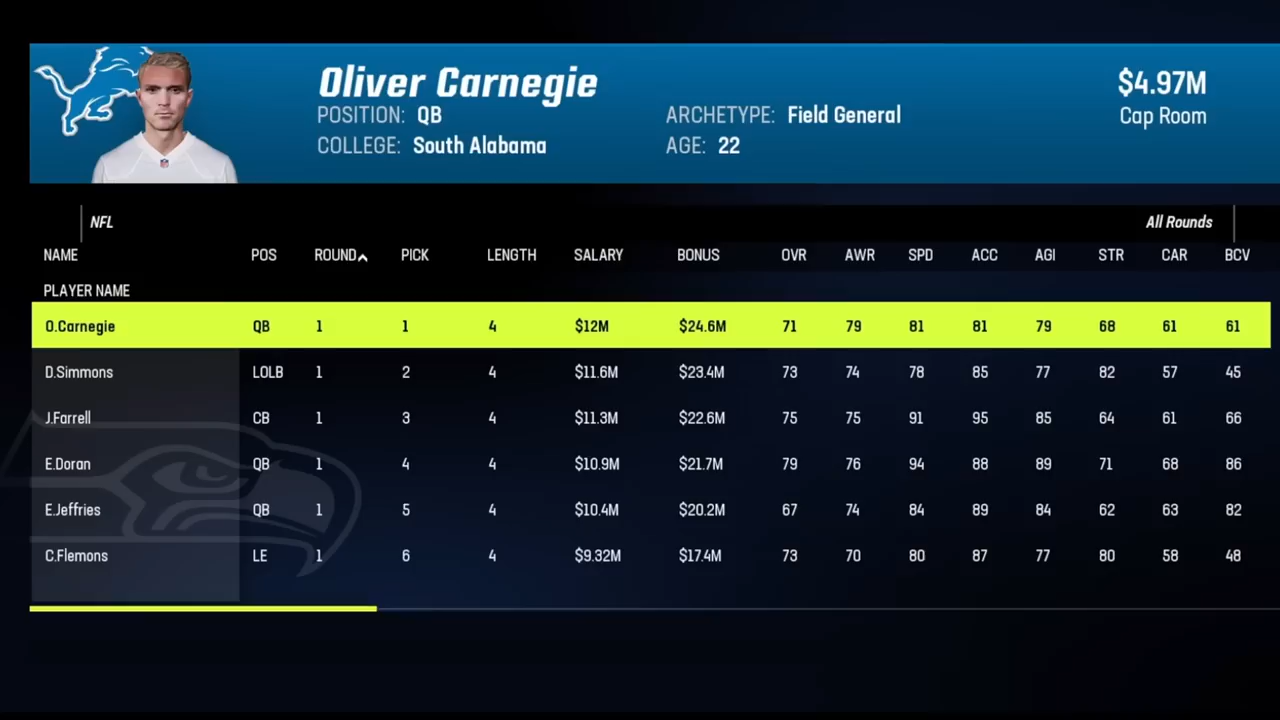 Oliver Carnegie
POSITION: QB ARCHETYPE: Field General
COLLEGE: South Alabama AGE: 22
$4.97M
Cap Room
NFL All Rounds
NAME POS ROUND PICK LENGTH SALARY BONUS OVR AWR SPD ACC AGI STR CAR BCV
PLAYER NAME
O.Carnegie QB 1 1 4 $12M $24.6M 71 79 81 81 79 68 61 61
D.Simmons LOLB 1 2 4 $11.6M $23.4M 73 74 78 85 77 82 57 45
J.Farrell CB 1 3 4 $11.3M $22.6M 75 75 91 95 85 64 61 66
E.Doran QB 1 4 4 $10.9M $21.7M 79 76 94 88 89 71 68 86
E.Jeffries QB 1 5 4 $10.4M $20.2M 67 74 84 89 84 62 63 82
C.Flemons LE 1 6 4 $9.32M $17.4M 73 70 80 87 77 80 58 48